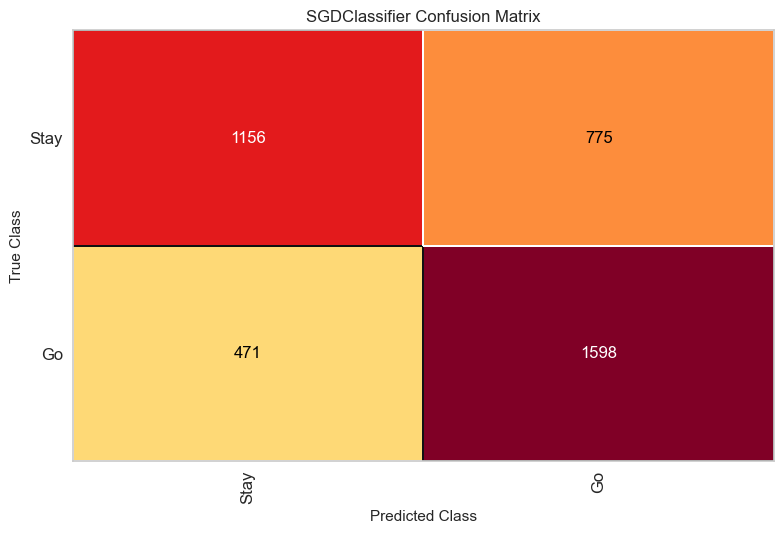 SGDClassifier Confusion Matrix
True Class
Stay
1156
775
Go
471
1598
Stay
Go
Predicted Class